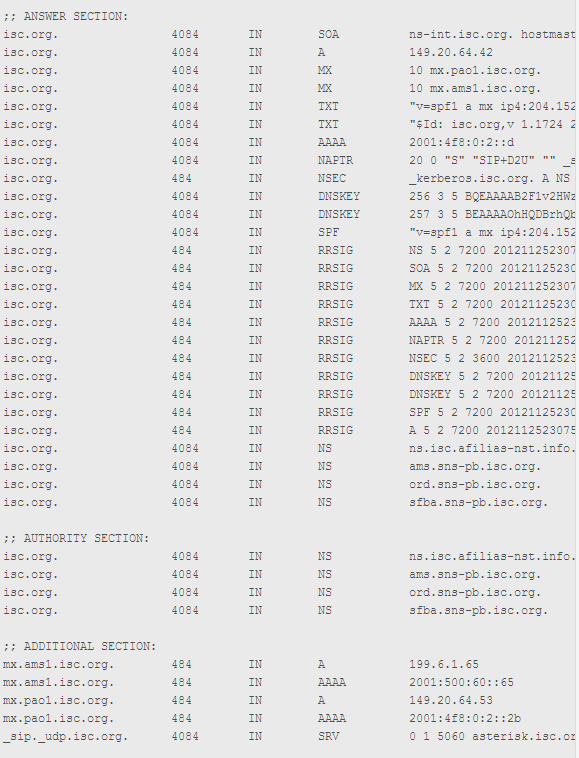 ;; ANSWER SECTION:
isc.org. 4084 IN SOA ns-int.isc.org. hostmast
isc.org. 4084 IN A 149.20.64.42
isc.org. 4084 IN MX 10 mx.pao1.isc.org.
isc.org. 4084 IN MX 10 mx.ams1.isc.org.
isc.org. 4084 IN TXT "v=spf1 a mx ip4:204.152
isc.org. 4084 IN TXT "$Id: isc.org,v 1.1724 2
isc.org. 4084 IN AAAA 2001:4f8:0:2::d
isc.org. 4084 IN NAPTR 20 0 "S" "SIP+D2U" "" _s
isc.org. 484 IN NSEC _kerberos.isc.org. A NS
isc.org. 4084 IN DNSKEY 256 3 5 BQEAAAAB2F1v2HWz
isc.org. 4084 IN DNSKEY 257 3 5 BEAAAAOhHQDBrhQb
isc.org. 4084 IN SPF "v=spf1 a mx ip4:204.152
isc.org. 484 IN RRSIG NS 5 2 7200 201211252307
isc.org. 484 IN RRSIG SOA 5 2 7200 20121125230
isc.org. 484 IN RRSIG MX 5 2 7200 201211252307
isc.org. 484 IN RRSIG TXT 5 2 7200 20121125230
isc.org. 484 IN RRSIG AAAA 5 2 7200 2012112523
isc.org. 484 IN RRSIG NAPTR 5 2 7200 201211252
isc.org. 484 IN RRSIG NSEC 5 2 3600 2012112523
isc.org. 484 IN RRSIG DNSKEY 5 2 7200 20121125
isc.org. 484 IN RRSIG DNSKEY 5 2 7200 20121125
isc.org. 484 IN RRSIG SPF 5 2 7200 20121125230
isc.org. 484 IN RRSIG A 5 2 7200 2012112523075
isc.org. 4084 IN NS ns.isc.afilias-nst.info.
isc.org. 4084 IN NS ams.sns-pb.isc.org.
isc.org. 4084 IN NS ord.sns-pb.isc.org.
isc.org. 4084 IN NS sfba.sns-pb.isc.org.
;; AUTHORITY SECTION:
isc.org. 4084 IN NS ns.isc.afilias-nst.info.
isc.org. 4084 IN NS ams.sns-pb.isc.org.
isc.org. 4084 IN NS ord.sns-pb.isc.org.
isc.org. 4084 IN NS sfba.sns-pb.isc.org.
;; ADDITIONAL SECTION:
mx.ams1.isc.org. 484 IN A 199.6.1.65
mx.ams1.isc.org. 484 IN AAAA 2001:500:60::65
mx.pao1.isc.org. 484 IN A 149.20.64.53
mx.pao1.isc.org. 484 IN AAAA 2001:4f8:0:2::2b
_sip._udp.isc.org. 4084 IN SRV 0 1 5060 asterisk.isc.or